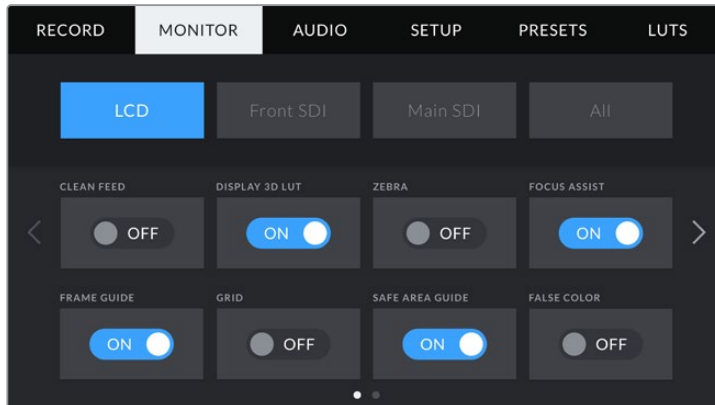 RECORD MONITOR AUDIO SETUP PRESETS LUTS
LCD Front SDI Main SDI All
CLEAN FEED DISPLAY 3D LUT ZEBRA FOCUS ASSIST
OFF ON OFF ON
FRAME GUIDE GRID SAFE AREA GUIDE FALSE COLOR
ON OFF ON OFF